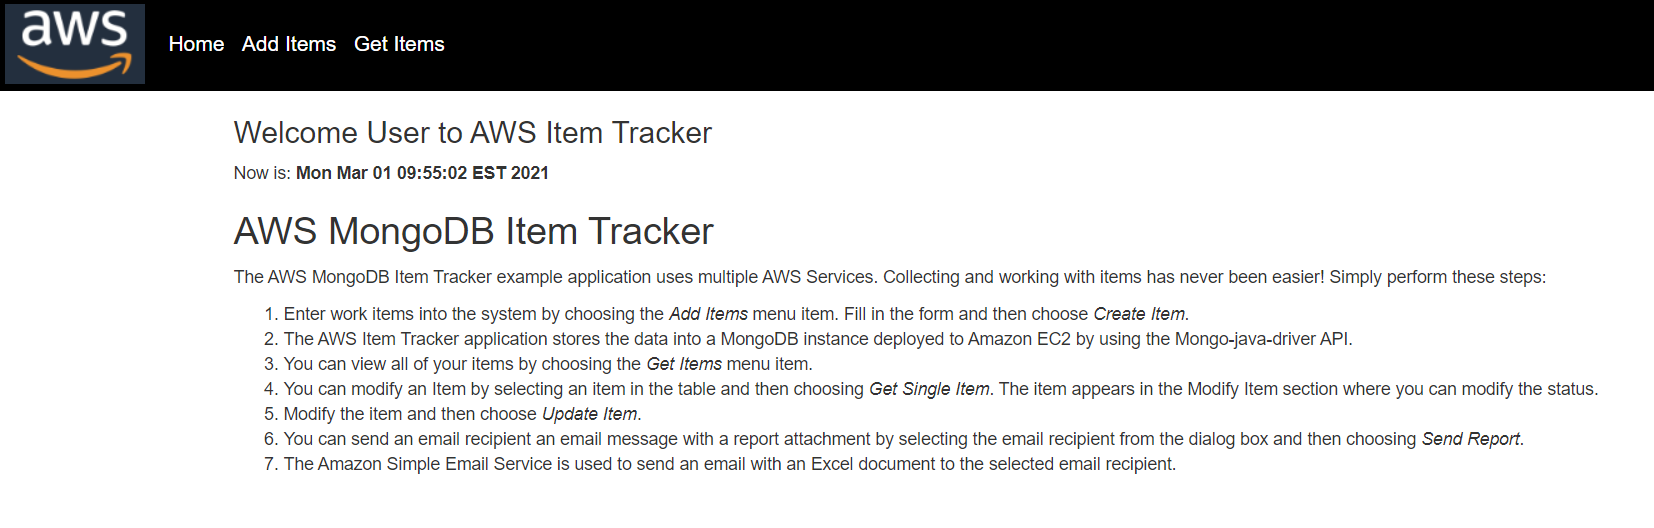 aws
Home Add Items Get Items
Welcome User to AWS Item Tracker
Now is: Mon Mar 01 09:55:02 EST 2021
AWS MongoDB Item Tracker
The AWS MongoDB Item Tracker example application uses multiple AWS Services. Collecting and working with items has never been easier! Simply perform these steps:
1. Enter work items into the system by choosing the Add Items menu item. Fill in the form and then choose Create Item.
2. The AWS Item Tracker application stores the data into a MongoDB instance deployed to Amazon EC2 by using the Mongo-java-driver API.
3. You can view all of your items by choosing the Get Items menu item.
4. You can modify an Item by selecting an item in the table and then choosing Get Single Item. The item appears in the Modify Item section where you can modify the status.
5. Modify the item and then choose Update Item.
6. You can send an email recipient an email message with a report attachment by selecting the email recipient from the dialog box and then choosing Send Report.
7. The Amazon Simple Email Service is used to send an email with an Excel document to the selected email recipient.